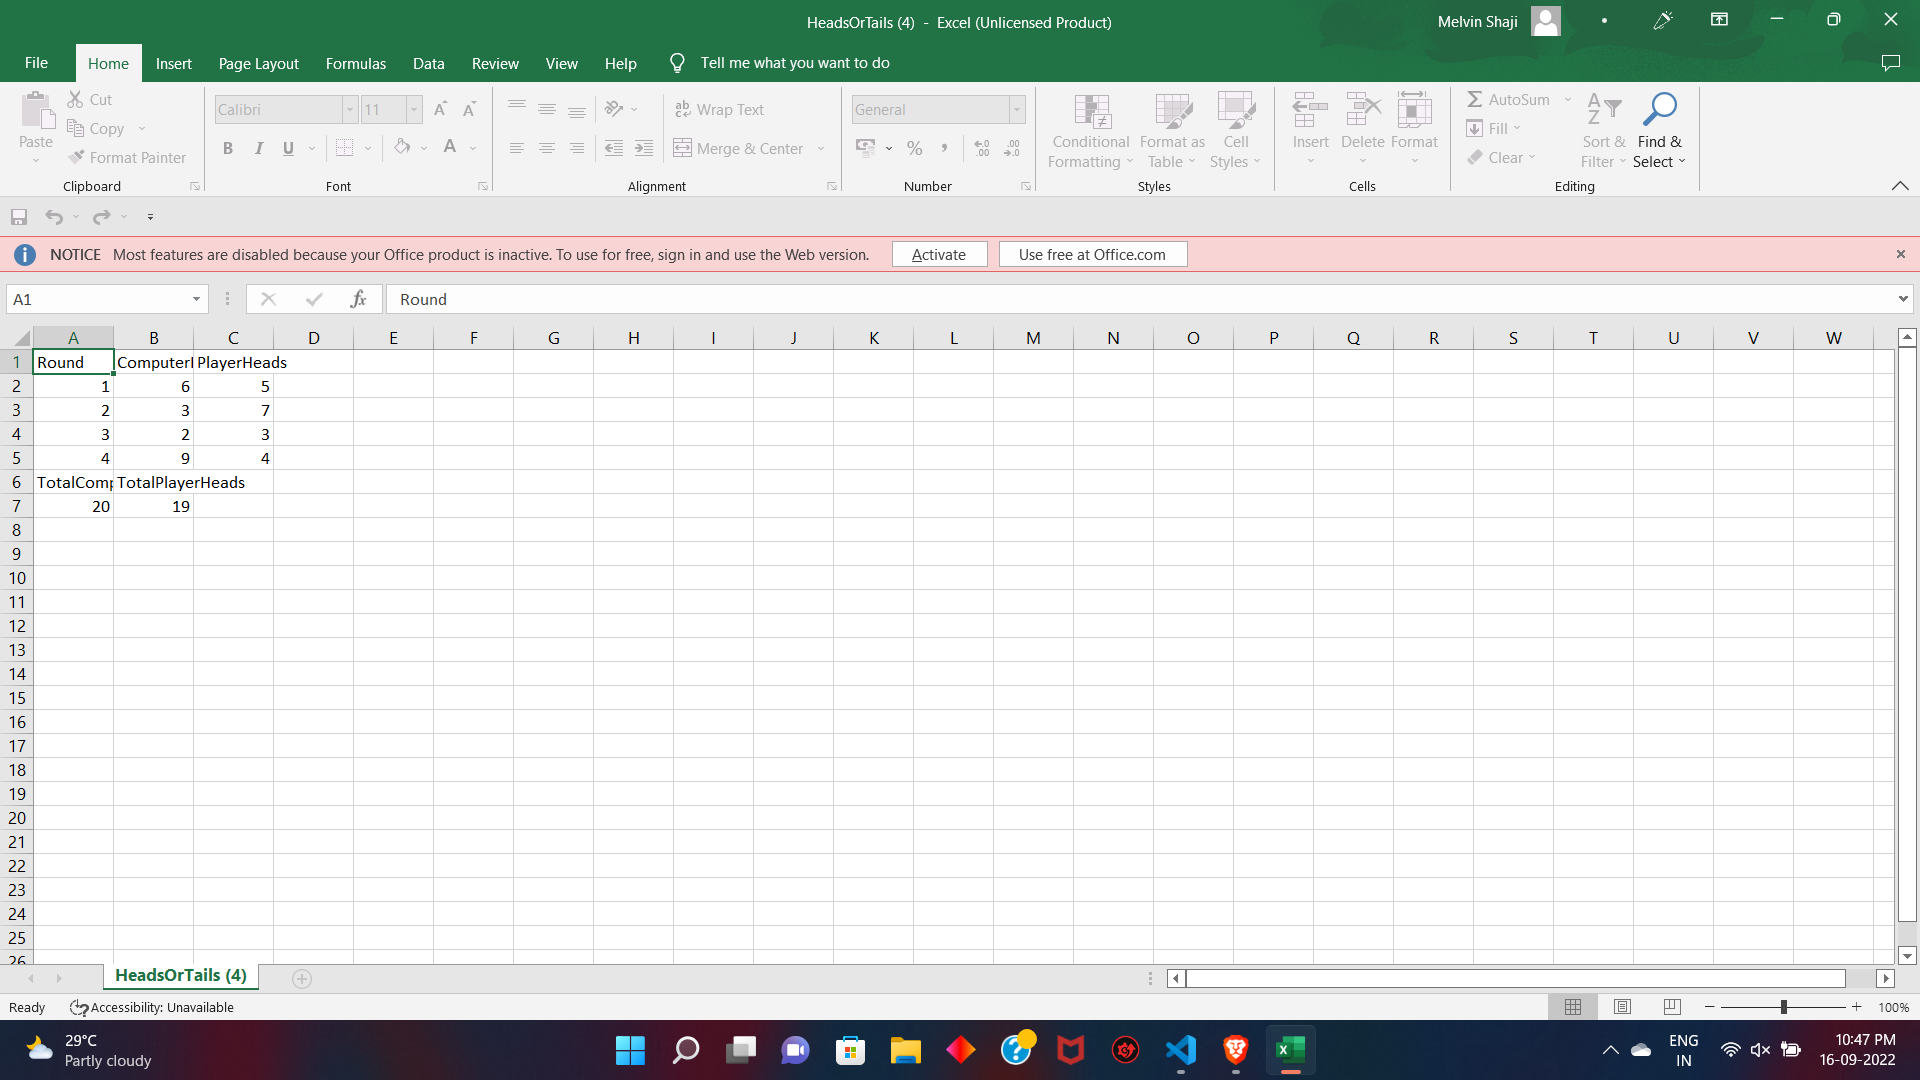 HeadsOrTails (4) - Excel (Unlicensed Product)
Melvin Shaji
File Home Insert Page Layout Formulas Data Review View Help Tell me what you want to do
Paste
Cut
Copy
Format Painter
Clipboard
Calibri 11
B I U A
Font
ab Wrap Text
Merge & Center
Alignment
General
% ,
Number
Conditional Formatting
Format as Table
Cell Styles
Styles
Insert
Delete
Format
Cells
AutoSum
Fill
Clear
Sort & Filter
Find & Select
Editing
NOTICE Most features are disabled because your Office product is inactive. To use for free, sign in and use the Web version. Activate Use free at Office.com
A1 fx Round
A B C D E F G H I J K L M N O P Q R S T U V W
1 Round Computer PlayerHeads
2 1 6 5
3 2 3 7
4 3 2 3
5 4 9 4
6 TotalComp TotalPlayerHeads
7 20 19
8
9
10
11
12
13
14
15
16
17
18
19
20
21
22
23
24
25
26
HeadsOrTails (4)
Ready Accessibility: Unavailable 100%
29°C
Partly cloudy
ENG
IN
10:47 PM
16-09-2022